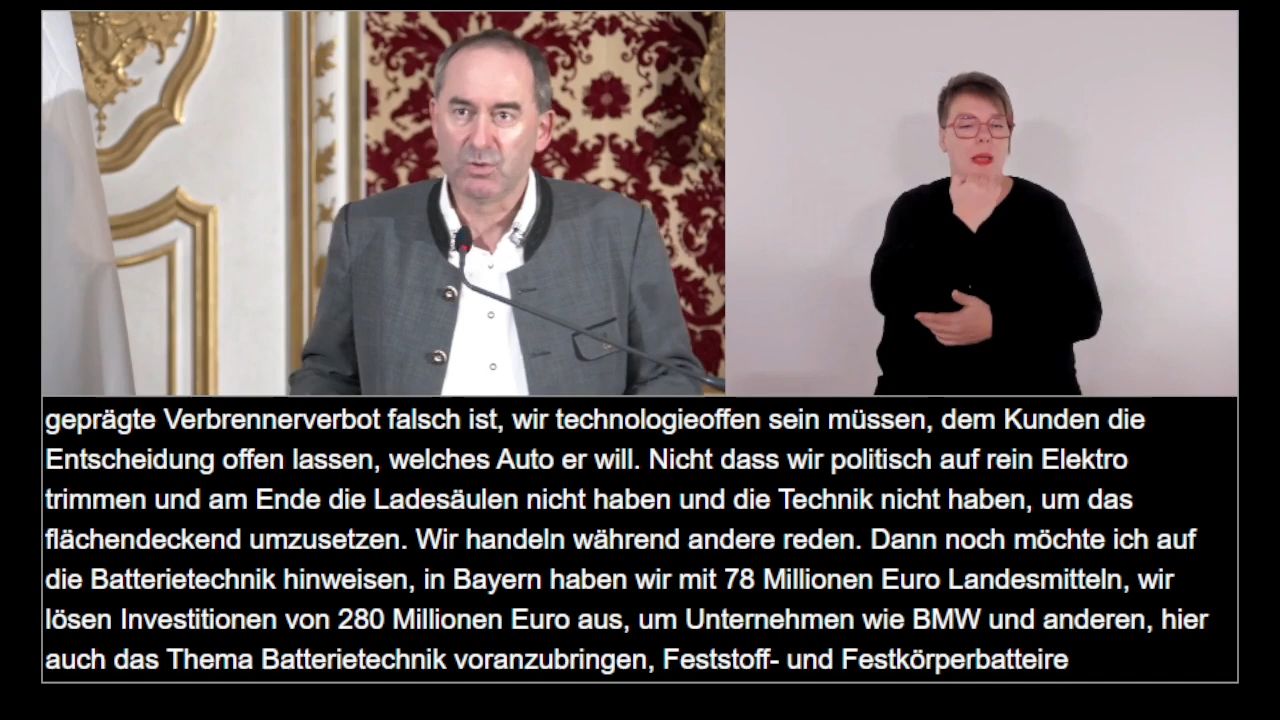 geprägte Verbrennerverbot falsch ist, wir technologieoffen sein müssen, dem Kunden die
Entscheidung offen lassen, welches Auto er will. Nicht dass wir politisch auf rein Elektro
trimmen und am Ende die Ladesäulen nicht haben und die Technik nicht haben, um das
flächendeckend umzusetzen. Wir handeln während andere reden. Dann noch möchte ich auf
die Batterietechnik hinweisen, in Bayern haben wir mit 78 Millionen Euro Landesmitteln, wir
lösen Investitionen von 280 Millionen Euro aus, um Unternehmen wie BMW und anderen, hier
auch das Thema Batterietechnik voranzubringen, Feststoff- und Festkörperbatteire